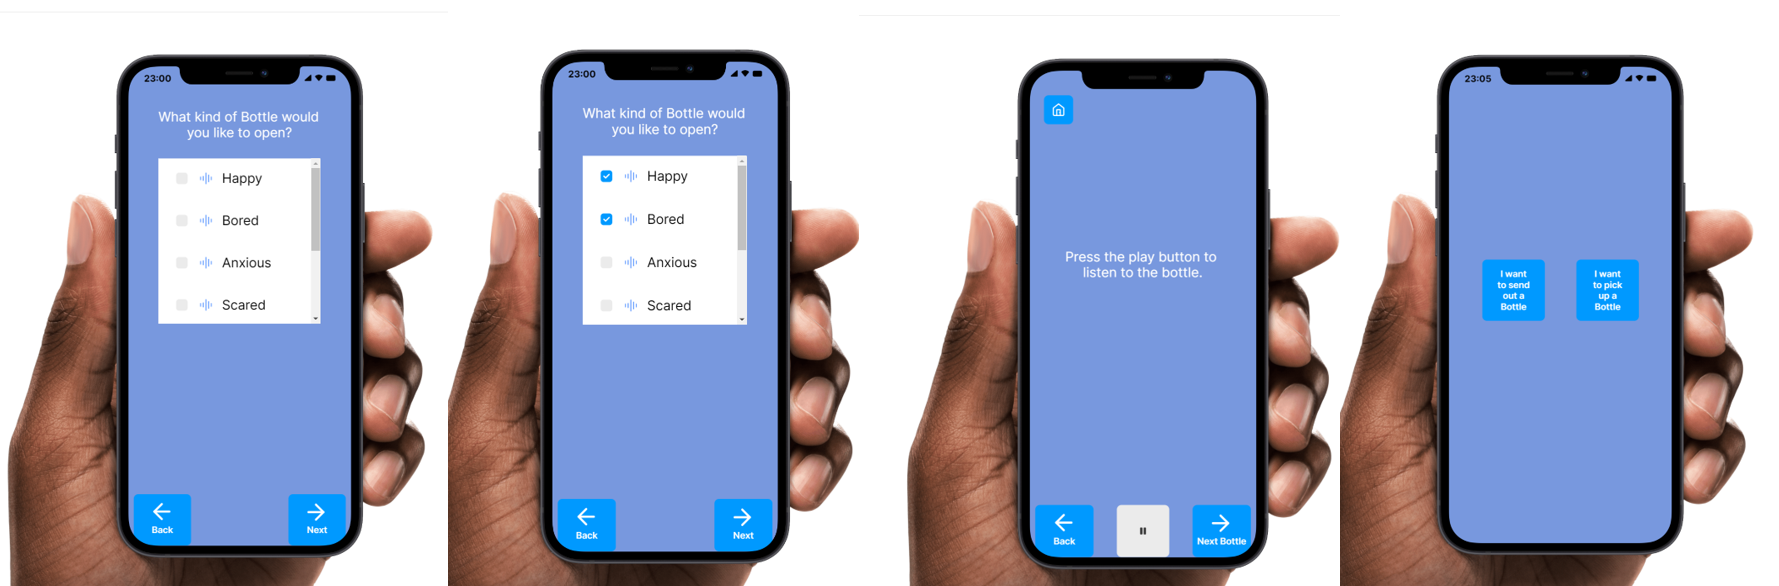 23:00
What kind of Bottle would
you like to open?
Happy
Bored
Anxious
Scared
Back
Next
23:00
What kind of Bottle would
you like to open?
Happy
Bored
Anxious
Scared
Back
Next
Press the play button to
listen to the bottle.
Back
Next Bottle
23:05
I want
to send
out a
Bottle
I want
to pick
up a
Bottle